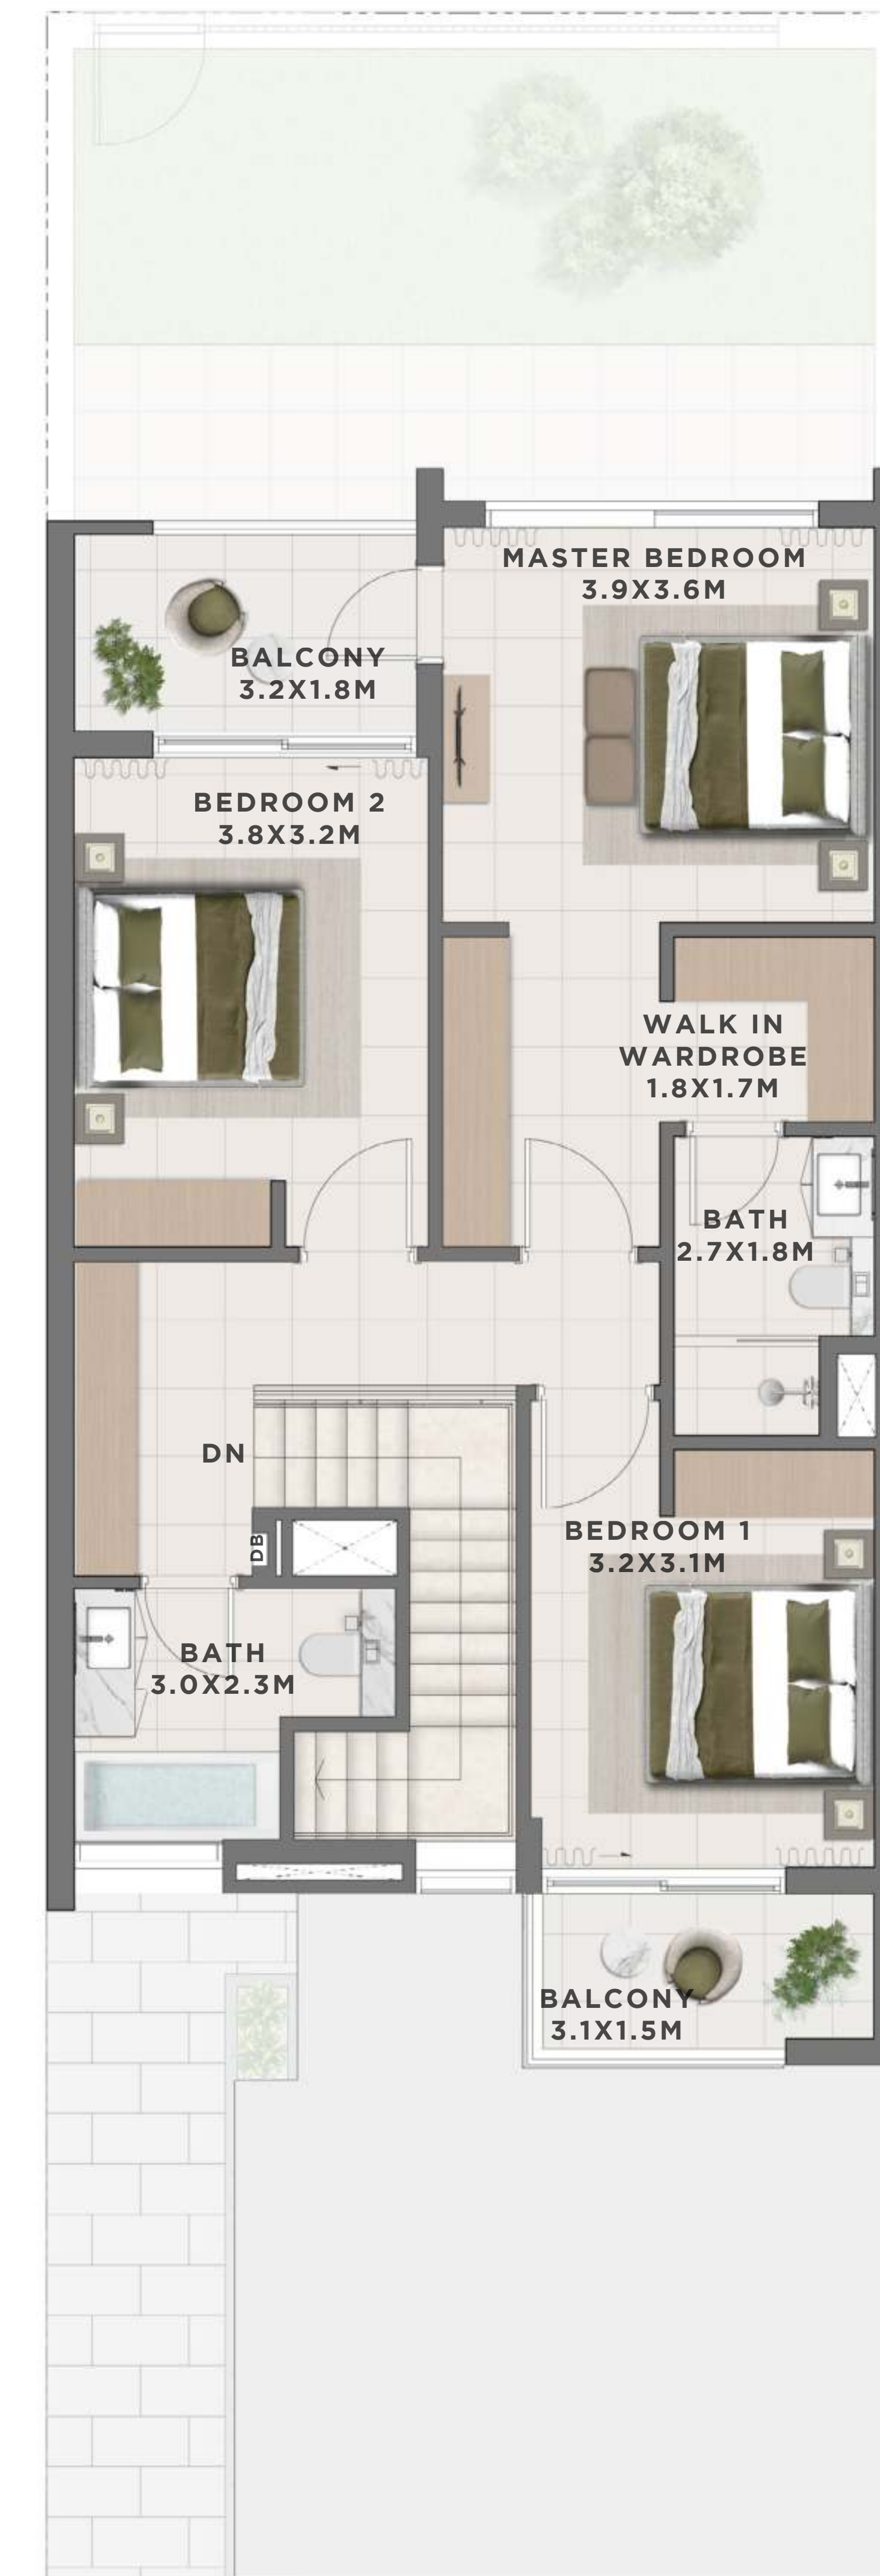 MASTER BEDROOM
3.9X3.6M
BALCONY
3.2X1.8M
BEDROOM 2
3.8X3.2M
WALK IN
WARDROBE
1.8X1.7M
BATH
2.7X1.8M
DN
DB
BEDROOM 1
3.2X3.1M
BATH
3.0X2.3M
BALCONY
3.1X1.5M